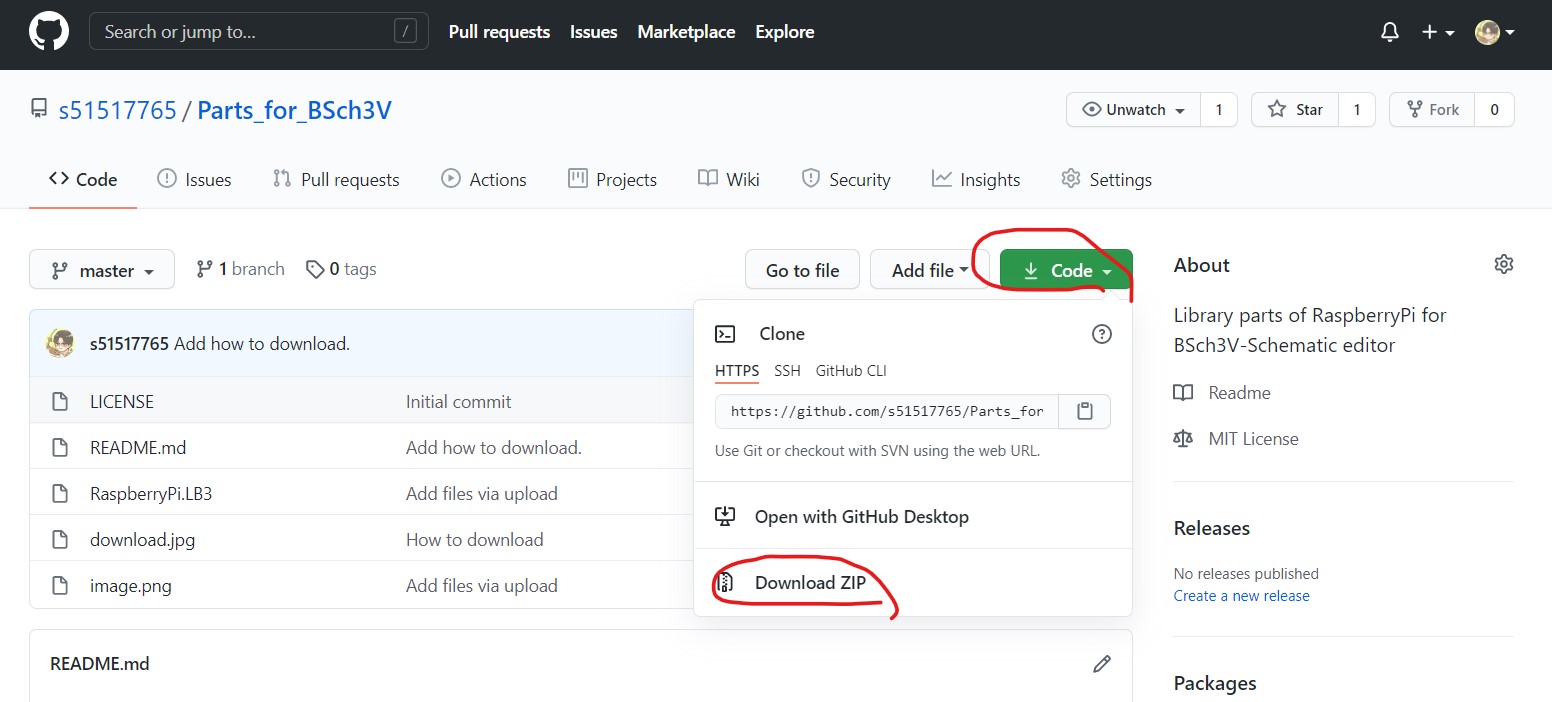 Search or jump to... / Pull requests Issues Marketplace Explore
s51517765 / Parts_for_BSch3V Unwatch 1 Star 1 Fork 0
Code Issues Pull requests Actions Projects Wiki Security Insights Settings
master 1 branch 0 tags Go to file Add file Code
s51517765 Add how to download.
LICENSE Initial commit
README.md Add how to download.
RaspberryPi.LB3 Add files via upload
download.jpg How to download
image.png Add files via upload
Clone
HTTPS SSH GitHub CLI
https://github.com/s51517765/Parts_for
Use Git or checkout with SVN using the web URL.
Open with GitHub Desktop
Download ZIP
README.md
About
Library parts of RaspberryPi for
BSch3V-Schematic editor
Readme
MIT License
Releases
No releases published
Create a new release
Packages